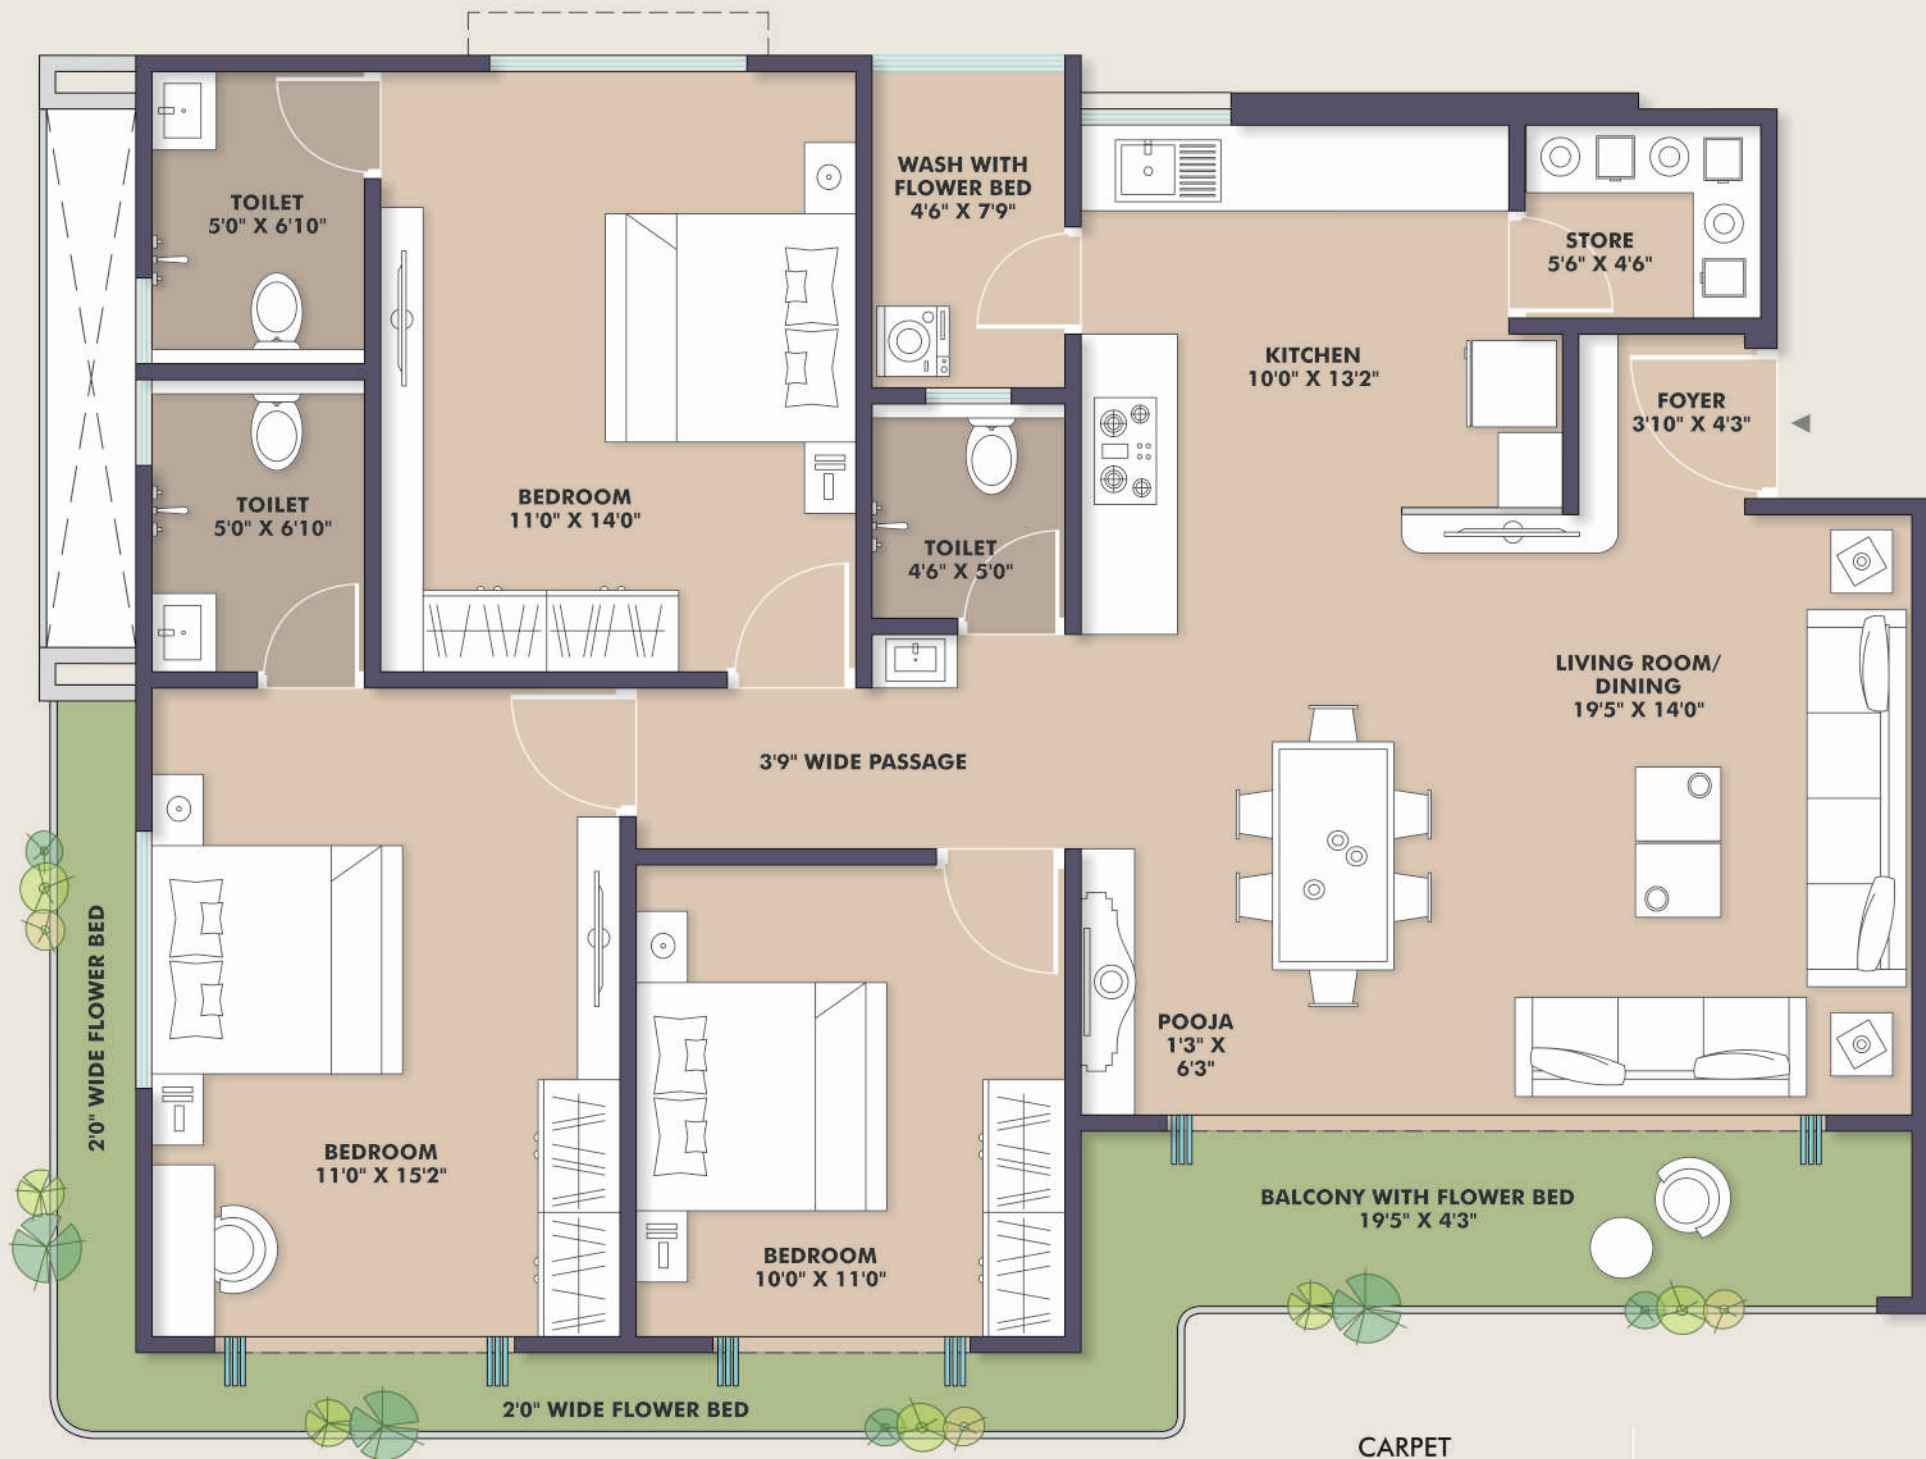 WASH WITH
FLOWER BED
4'6" X 7'9"
TOILET
5'0" X 6'10"
STORE
5'6" X 4'6"
KITCHEN
10'0" X 13'2"
FOYER
3'10" X 4'3"
BEDROOM
11'0" X 14'0"
TOILET
5'0" X 6'10"
TOILET
4'6" X 5'0"
LIVING ROOM/
DINING
19'5" X 14'0"
3'9" WIDE PASSAGE
2'0" WIDE FLOWER BED
POOJA
1'3" X
6'3"
BEDROOM
11'0" X 15'2"
BALCONY WITH FLOWER BED
19'5" X 4'3"
BEDROOM
10'0" X 11'0"
2'0" WIDE FLOWER BED
CARPET